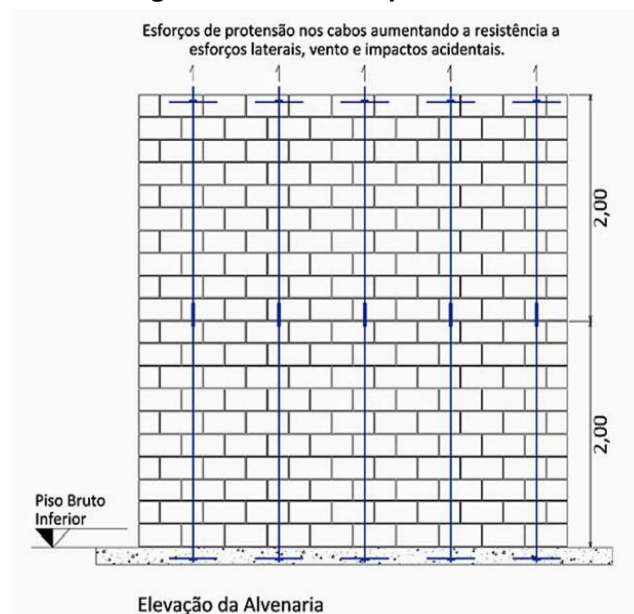 Esforços de protensão nos cabos aumentando a resistência a
esforços laterais, vento e impactos acidentais.
2,00
2,00
Piso Bruto
Inferior
Elevação da Alvenaria